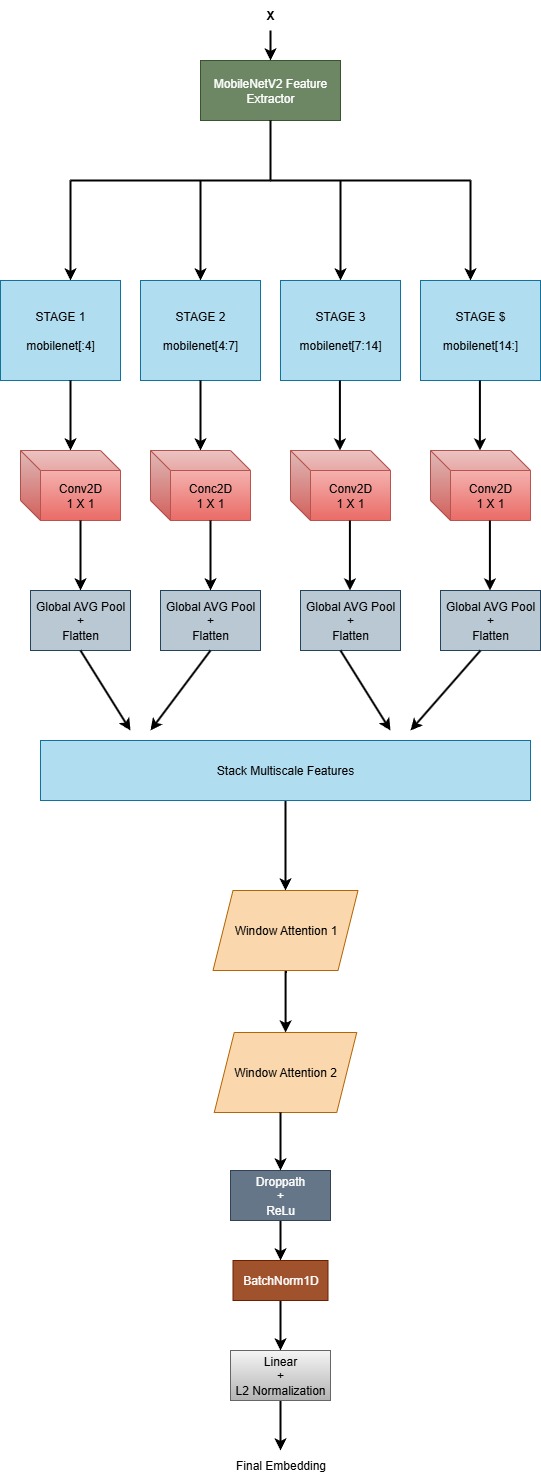 X
MobileNetV2 Feature
Extractor
STAGE 1
mobilenet[:4]
STAGE 2
mobilenet[4:7]
STAGE 3
mobilenet[7:14]
STAGE $
mobilenet[14:]
Conv2D
1 X 1
Conc2D
1 X 1
Conv2D
1 X 1
Conv2D
1 X 1
Global AVG Pool
+
Flatten
Global AVG Pool
+
Flatten
Global AVG Pool
+
Flatten
Global AVG Pool
+
Flatten
Stack Multiscale Features
Window Attention 1
Window Attention 2
Droppath
+
ReLu
BatchNorm1D
Linear
+
L2 Normalization
Final Embedding